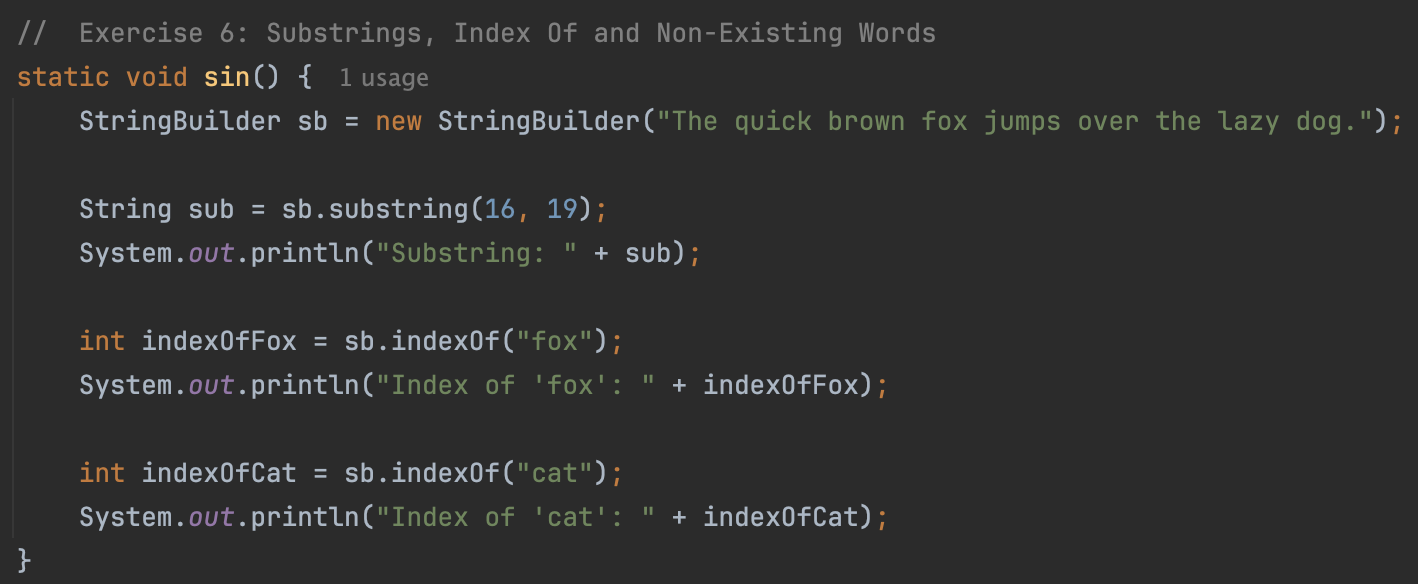 //  Exercise 6: Substrings, Index Of and Non-Existing Words
static void sin() {  1 usage
    StringBuilder sb = new StringBuilder("The quick brown fox jumps over the lazy dog.");
    String sub = sb.substring(16, 19);
    System.out.println("Substring: " + sub);
    int indexOfFox = sb.indexOf("fox");
    System.out.println("Index of 'fox': " + indexOfFox);
    int indexOfCat = sb.indexOf("cat");
    System.out.println("Index of 'cat': " + indexOfCat);
}